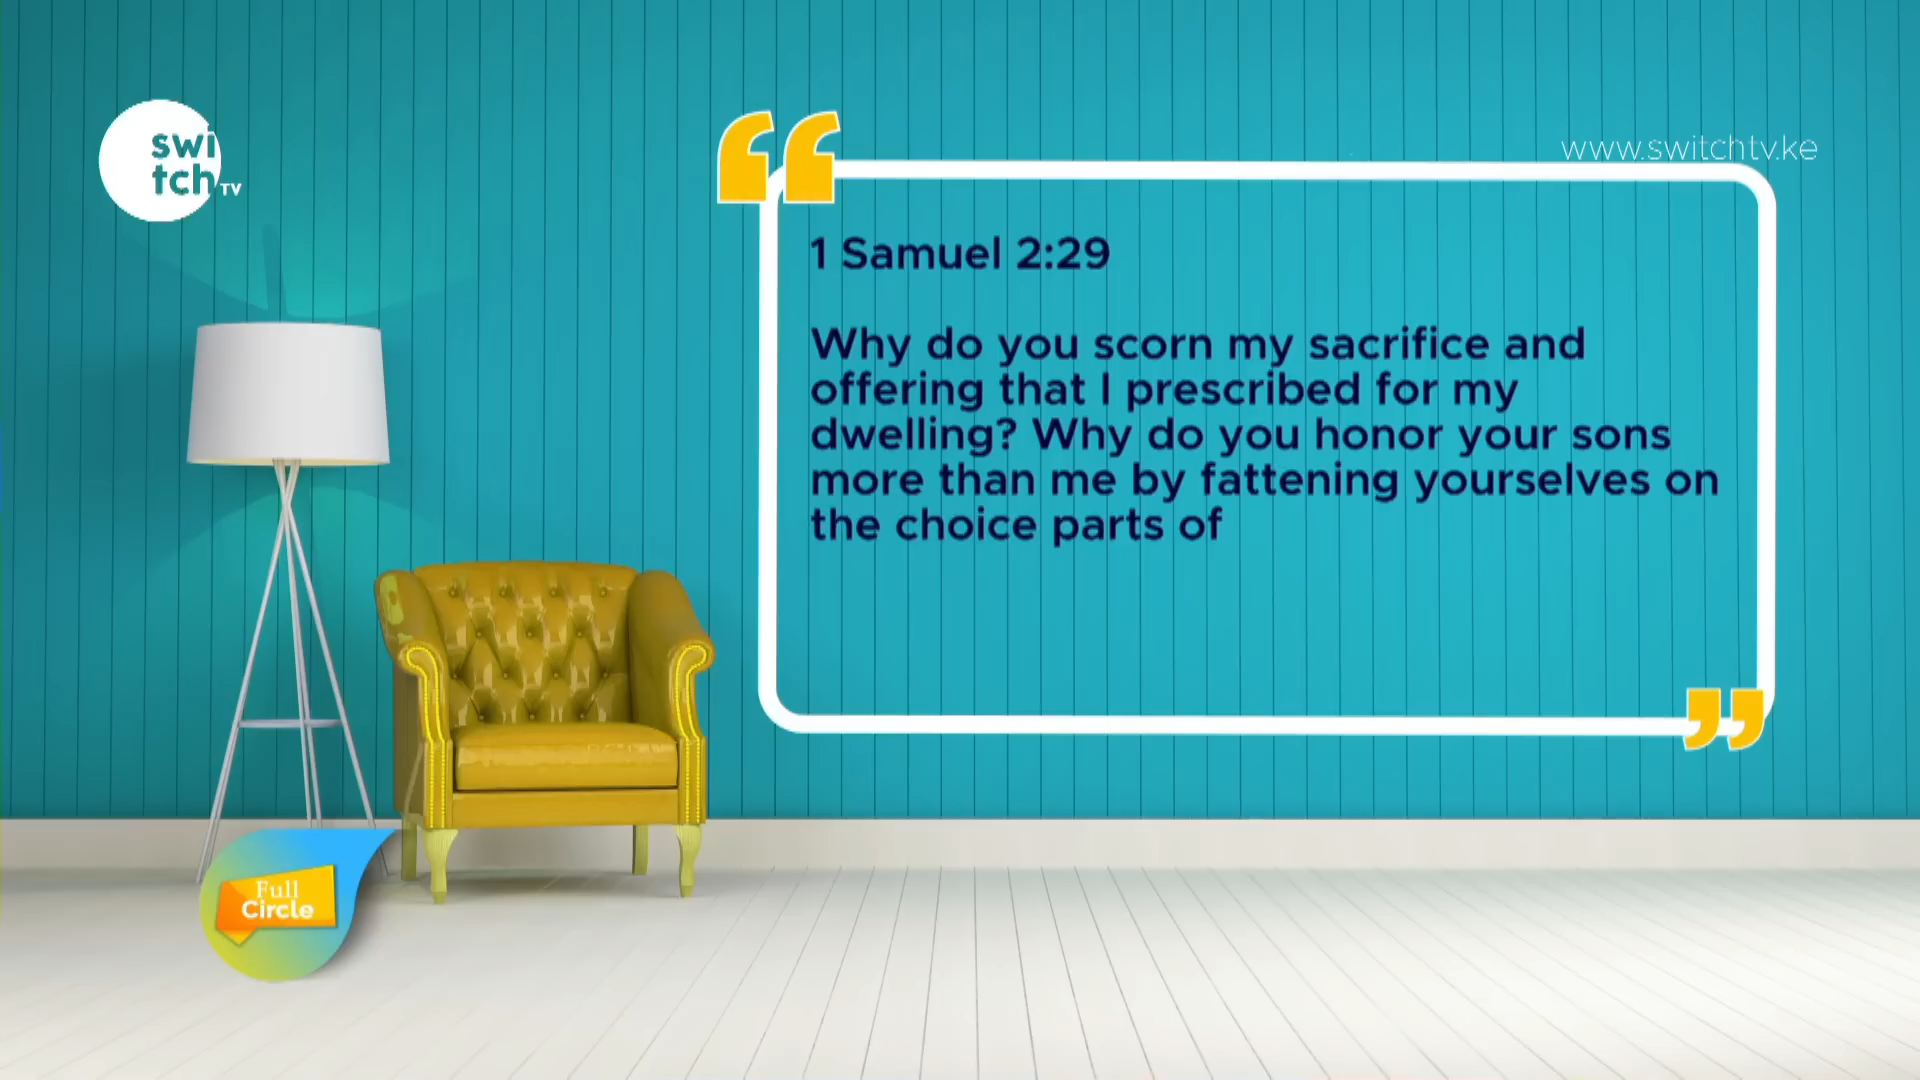 swi
tch TV
www.switchtv.ke
1 Samuel 2:29
Why do you scorn my sacrifice and
offering that I prescribed for my
dwelling? Why do you honor your sons
more than me by fattening yourselves on
the choice parts of
Full
Circle